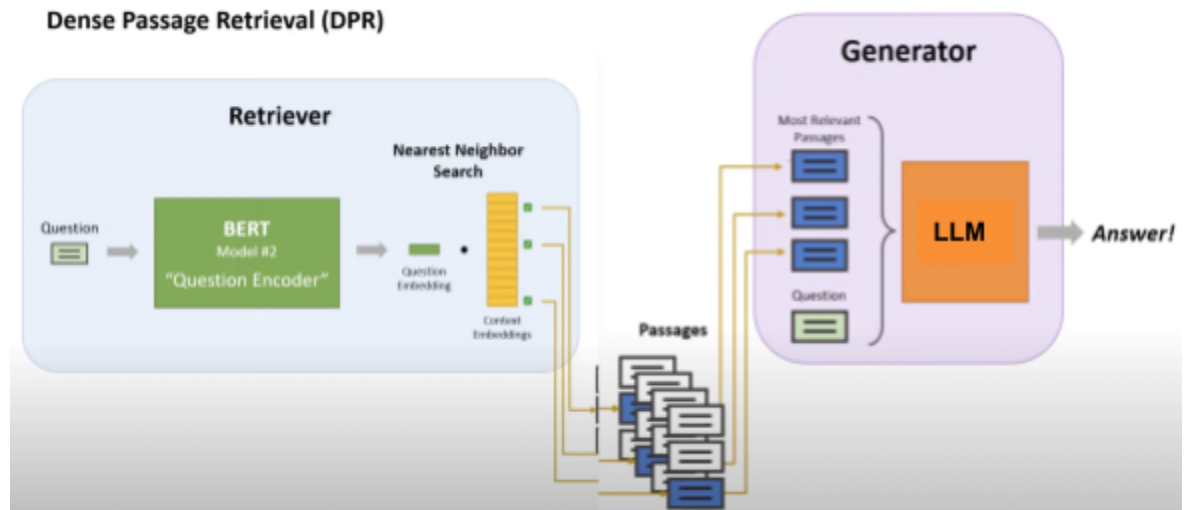 Dense Passage Retrieval (DPR)
Retriever
Nearest Neighbor
Search
Question
BERT
Model #2
"Question Encoder"
Question
Embedding
Context
Embeddings
Passages
Generator
Most Relevant
Passages
Question
LLM
Answer!